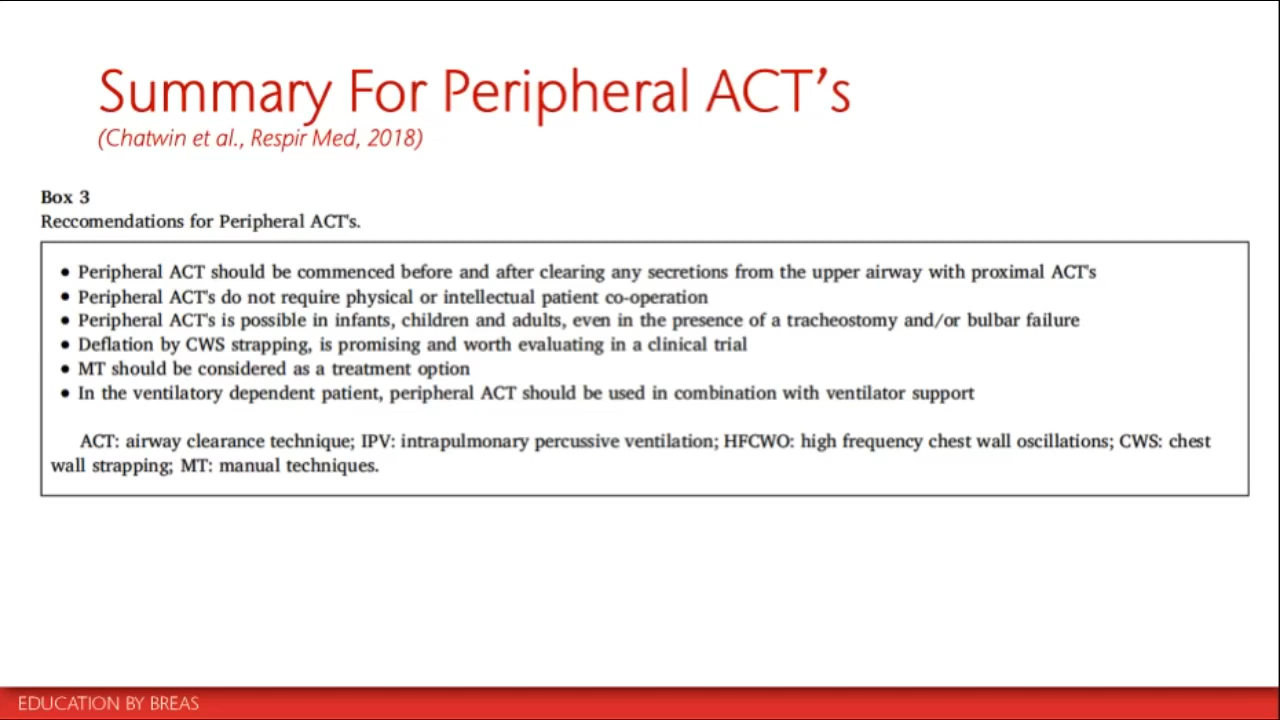 Summary For Peripheral ACT’s
(Chatwin et al., Respir Med, 2018)
Box 3
Reccomendations for Peripheral ACT's.
● Peripheral ACT should be commenced before and after clearing any secretions from the upper airway with proximal ACT's
● Peripheral ACT's do not require physical or intellectual patient co-operation
● Peripheral ACT's is possible in infants, children and adults, even in the presence of a tracheostomy and/or bulbar failure
● Deflation by CWS strapping, is promising and worth evaluating in a clinical trial
● MT should be considered as a treatment option
● In the ventilatory dependent patient, peripheral ACT should be used in combination with ventilator support
ACT: airway clearance technique; IPV: intrapulmonary percussive ventilation; HFCWO: high frequency chest wall oscillations; CWS: chest
wall strapping; MT: manual techniques.
EDUCATION BY BREAS